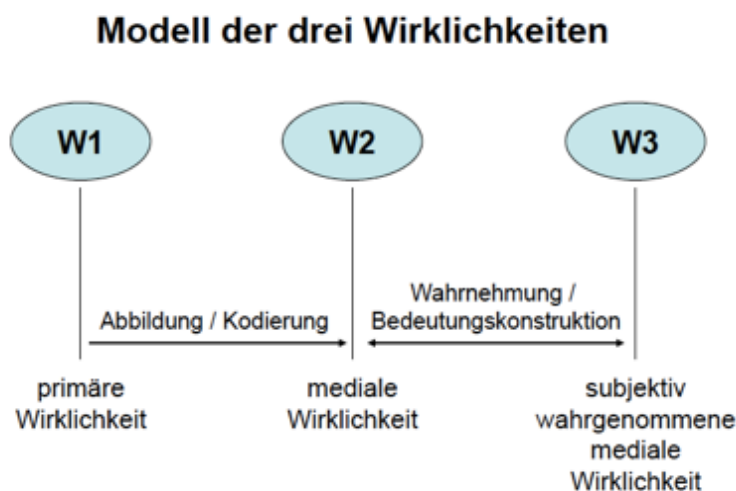 Modell der drei Wirklichkeiten
W1
W2
W3
Abbildung / Kodierung
Wahrnehmung /
Bedeutungskonstruktion
primäre
Wirklichkeit
mediale
Wirklichkeit
subjektiv
wahrgenommene
mediale
Wirklichkeit